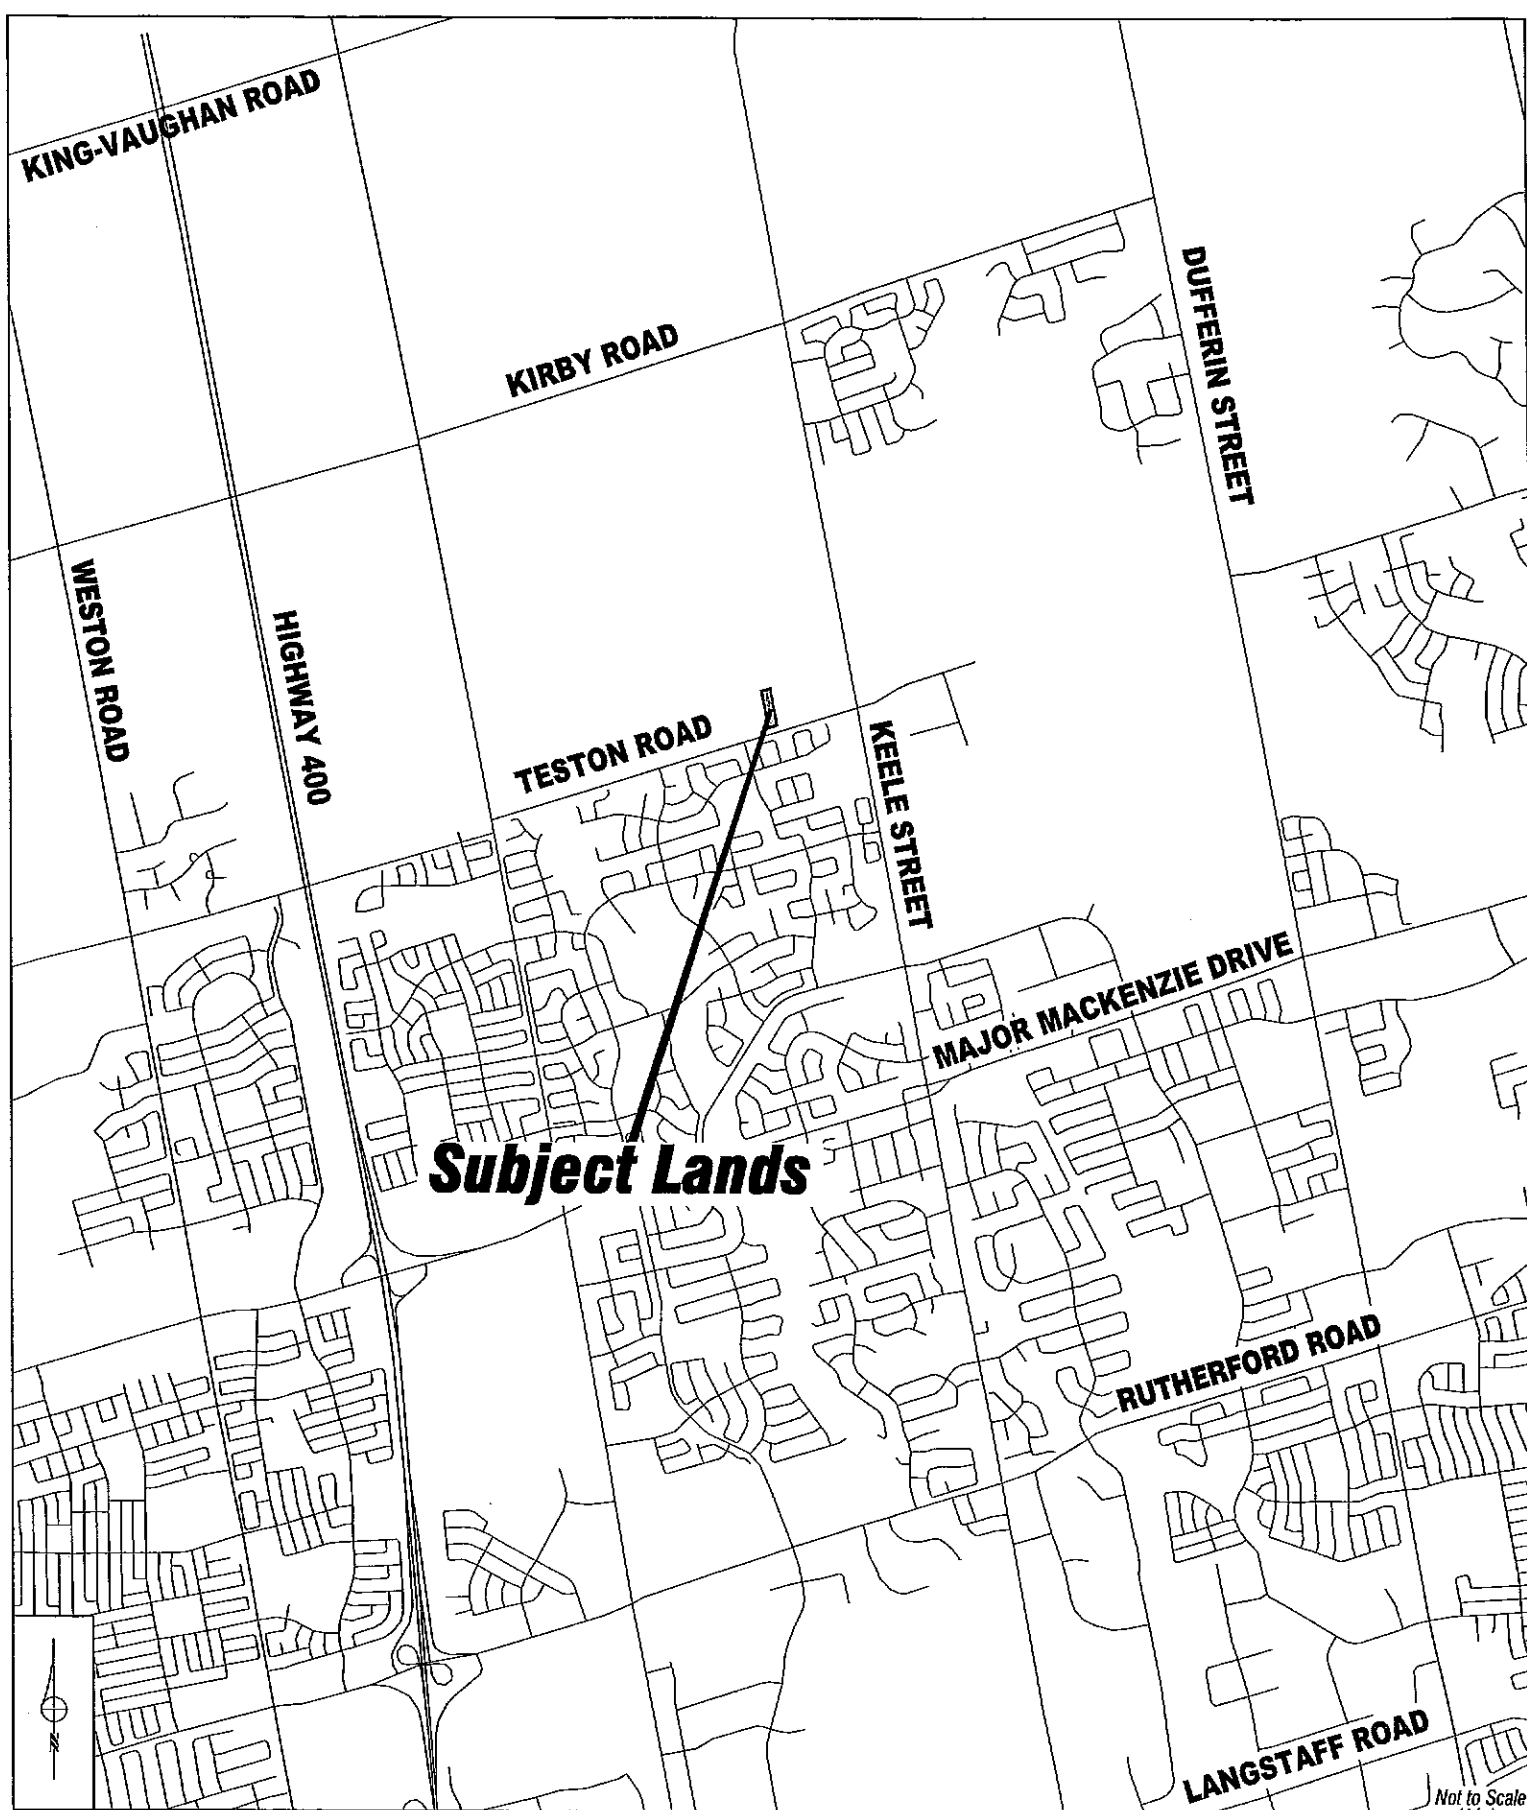 KING-VAUGHAN ROAD
DUFFERIN STREET
KIRBY ROAD
WESTON ROAD
HIGHWAY 400
TESTON ROAD
KEELE STREET
MAJOR MACKENZIE DRIVE
Subject Lands
RUTHERFORD ROAD
N
LANGSTAFF ROAD
Not to Scale